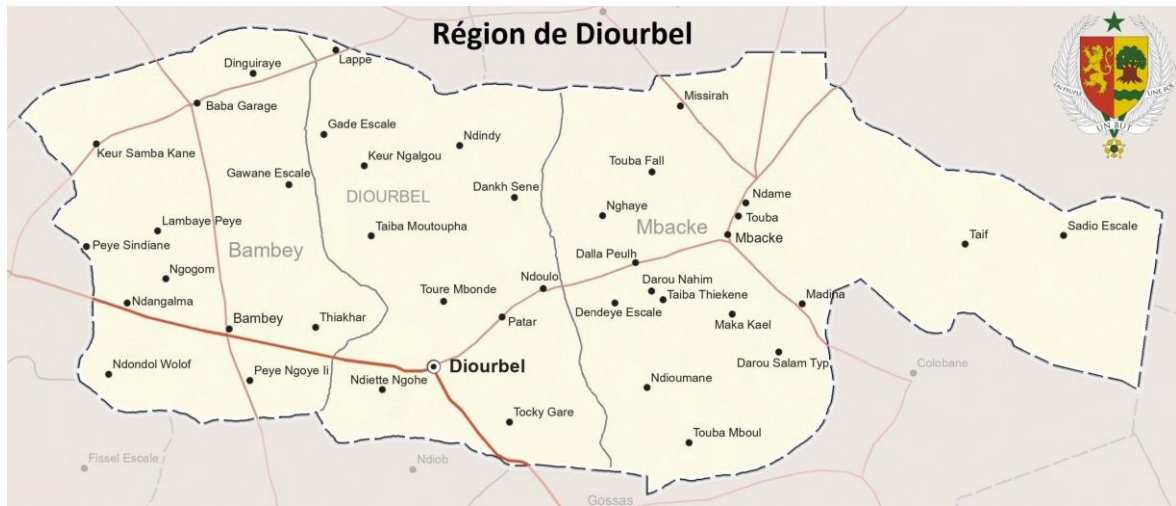 Région de Diourbel
UN PEUPLE
UNE FOI
UN BUT
Lappe
Dinguiraye
Baba Garage
Missirah
Gade Escale
Ndindy
Keur Samba Kane
Keur Ngalgou
Touba Fall
Gawane Escale
DIOURBEL
Dankh Sene
Ndame
Nghaye
Touba
Lambaye Peye
Taiba Moutoupha
Mbacke
Mbacke
Sadio Escale
Peye Sindiane
Bambey
Taif
Dalla Peulh
Ngogom
Ndoulo
Darou Nahim
Toure Mbonde
Taiba Thiekene
Ndangalma
Madina
Dendeye Escale
Bambey
Thiakhar
Patar
Maka Kael
Ndondol Wolof
Diourbel
Darou Salam Typ
Colobane
Peye Ngoye Ii
Ndiette Ngohe
Ndioumane
Tocky Gare
Touba Mboul
Fissel Escale
Ndiob
Gossas